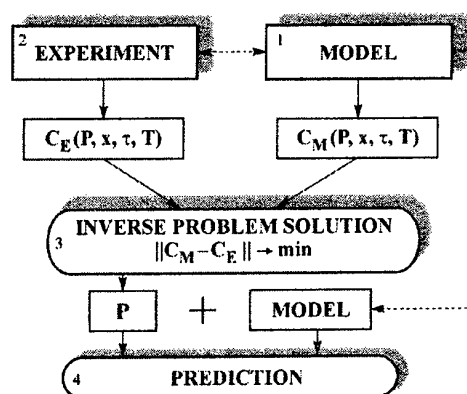 2 EXPERIMENT
1 MODEL
C_E(P, x, τ, T)
C_M(P, x, τ, T)
3 INVERSE PROBLEM SOLUTION
||C_M − C_E|| → min
P + MODEL
4 PREDICTION